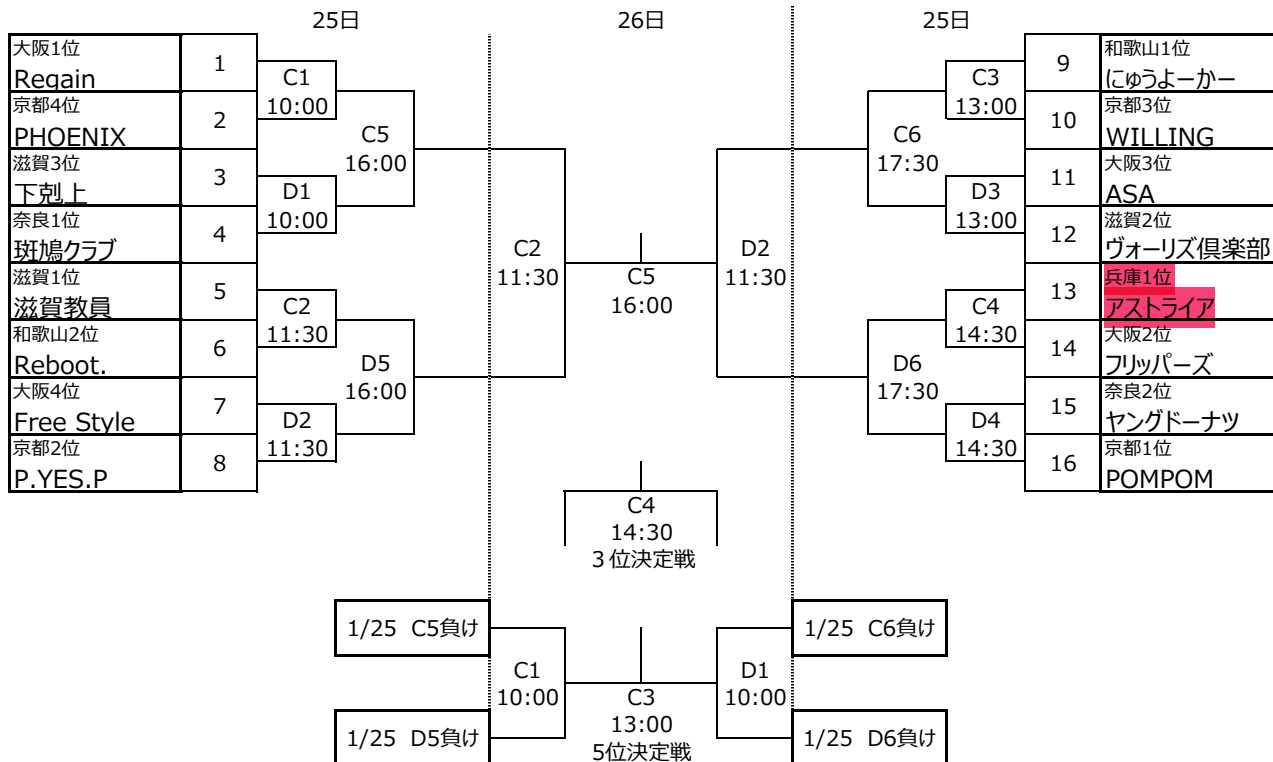 25日
26日
25日
大阪1位
Regain
1
京都4位
PHOENIX
2
滋賀3位
下剋上
3
奈良1位
斑鳩クラブ
4
滋賀1位
滋賀教員
5
和歌山2位
Reboot.
6
大阪4位
Free Style
7
京都2位
P.YES.P
8
C1
10:00
D1
10:00
C2
11:30
D2
11:30
C5
16:00
D5
16:00
C2
11:30
C5
16:00
D2
11:30
C6
17:30
D6
17:30
C3
13:00
D3
13:00
C4
14:30
D4
14:30
9
和歌山1位
にゅうよーかー
10
京都3位
WILLING
11
大阪3位
ASA
12
滋賀2位
ヴォーリズ倶楽部
13
兵庫1位
アストライア
14
大阪2位
フリッパーズ
15
奈良2位
ヤングドーナツ
16
京都1位
POMPOM
C4
14:30
3位決定戦
1/25 C5負け
1/25 D5負け
C1
10:00
C3
13:00
5位決定戦
D1
10:00
1/25 C6負け
1/25 D6負け